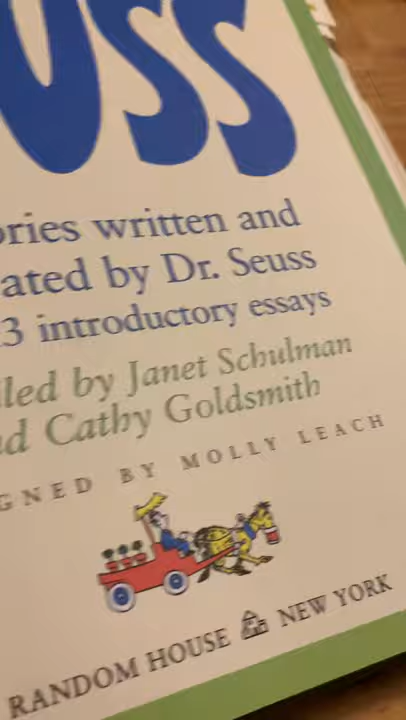 USS
ories written and
ated by Dr. Seuss
3 introductory essays
led by Janet Schulman
d Cathy Goldsmith
GNED BY MOLLY LEACH
RANDOM HOUSE NEW YORK